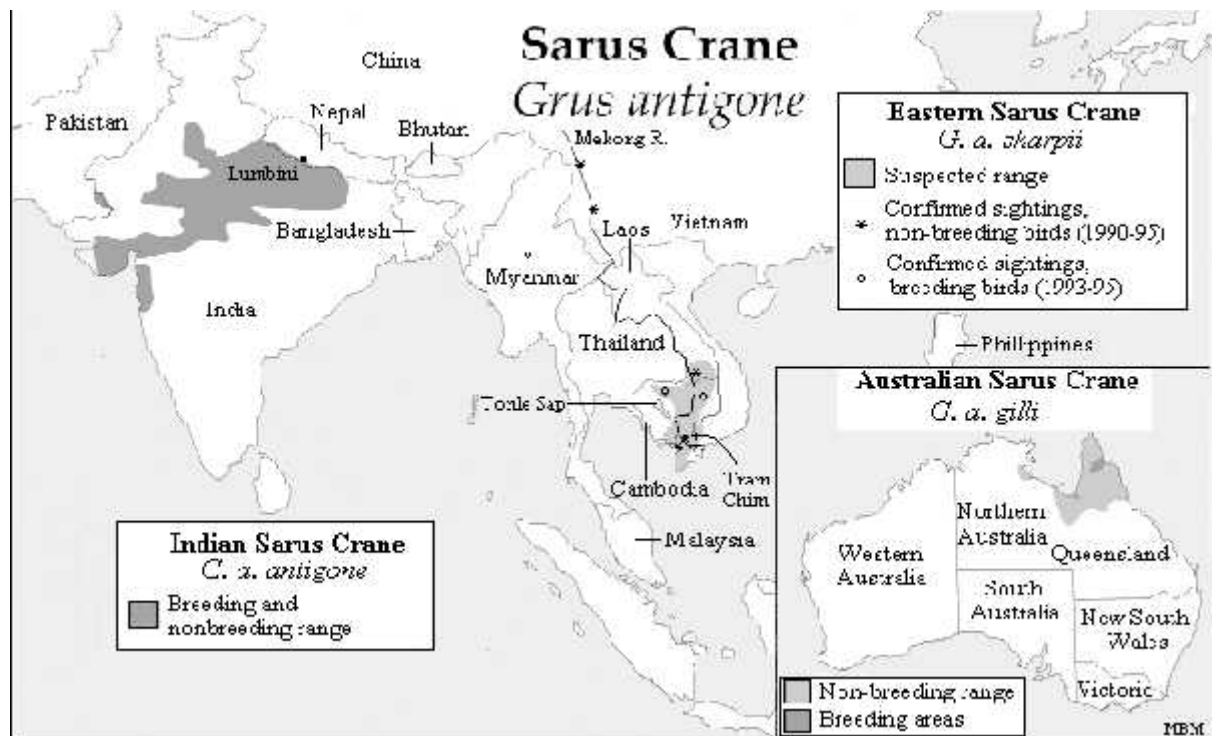 Sarus Crane
Grus antigone
China
Pakistan
Nepal
Bhutan
Mekong R.
Lumbini
Bangladesh
Laos
Vietnam
Myanmar
India
Thailand
Tonle Sap
Cambodia
Tram
Chim
Malaysia
Philippines
Eastern Sarus Crane
G. a. sharpii
Suspected range
Confirmed sightings,
non-breeding birds (1990-95)
Confirmed sightings,
breeding birds (1993-95)
Indian Sarus Crane
G. a. antigone
Breeding and
nonbreeding range
Australian Sarus Crane
G. a. gilli
Northern
Australia
Queensland
Western
Australia
South
Australia
New South
Wales
Victoria
Non-breeding range
Breeding areas
MBM